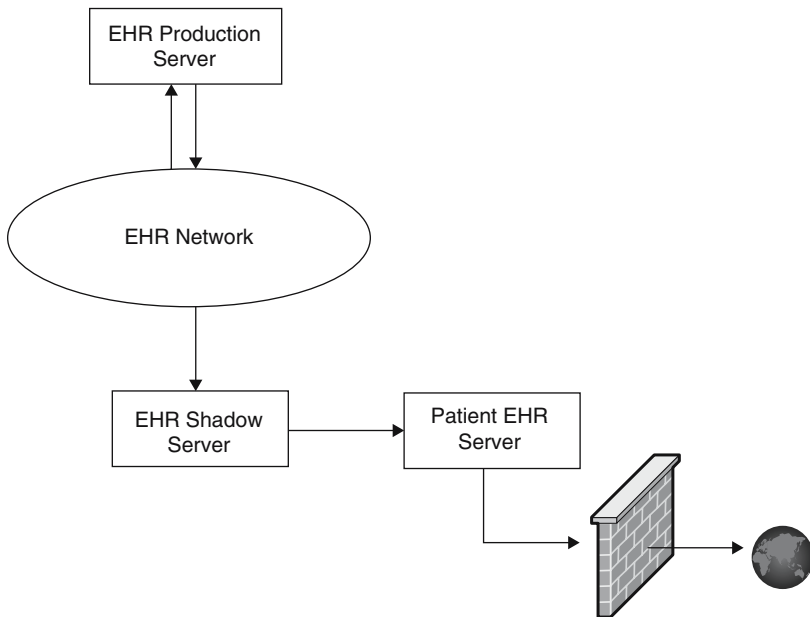 EHR Production
Server
EHR Network
EHR Shadow
Server
Patient EHR
Server